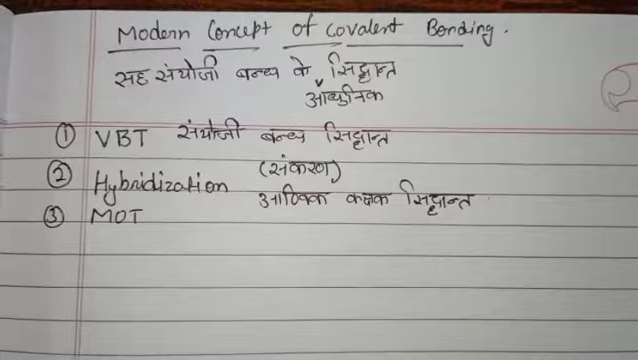 Modern Concept of Covalent Bonding.
सह संयोजी बन्ध के सिद्धान्त
आधुनिक
① VBT संयोजी बन्ध सिद्धान्त
② Hybridization (संकरण)
③ MOT आण्विक कक्षक सिद्धान्त